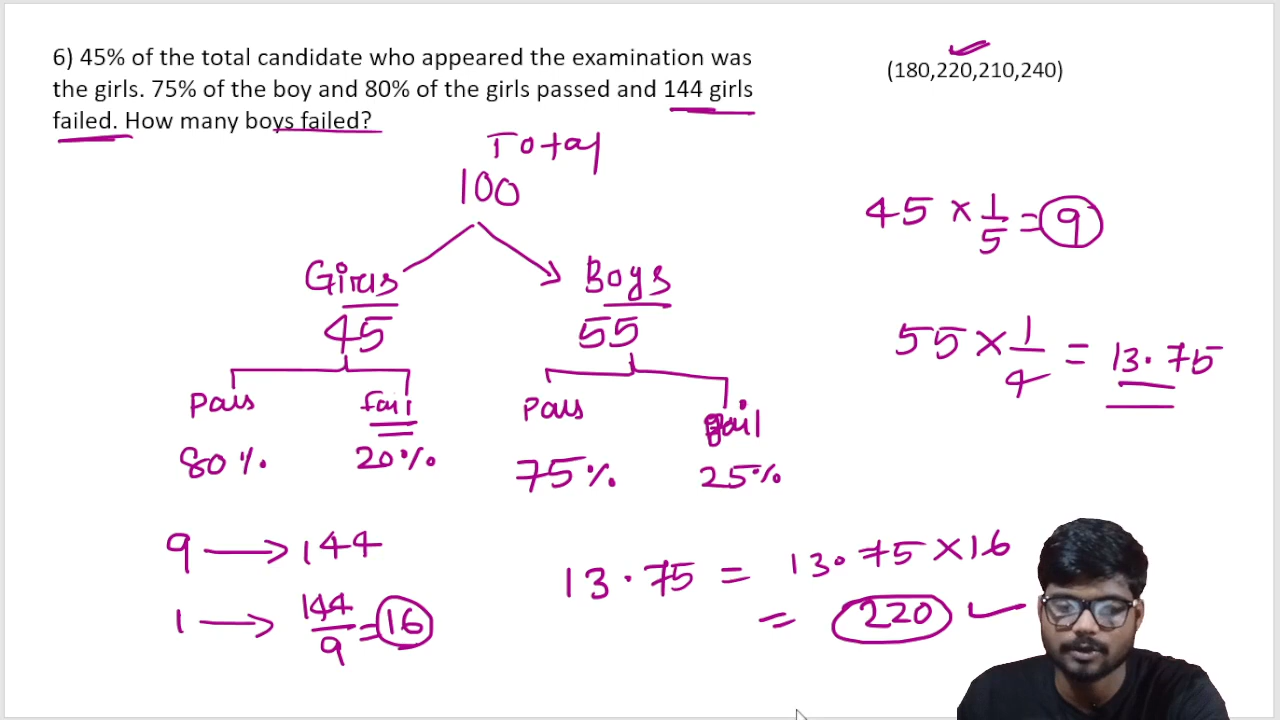 6) 45% of the total candidate who appeared the examination was
the girls. 75% of the boy and 80% of the girls passed and 144 girls
failed. How many boys failed?
(180,220,210,240)
Total
100
Girls
Boys
45
55
Pass
fail
Pass
fail
80%
20%
75%
25%
45 × 1/5 = 9
55 × 1/4 = 13.75
9 → 144
1 → 144/9 = 16
13.75 = 13.75 × 16
= 220